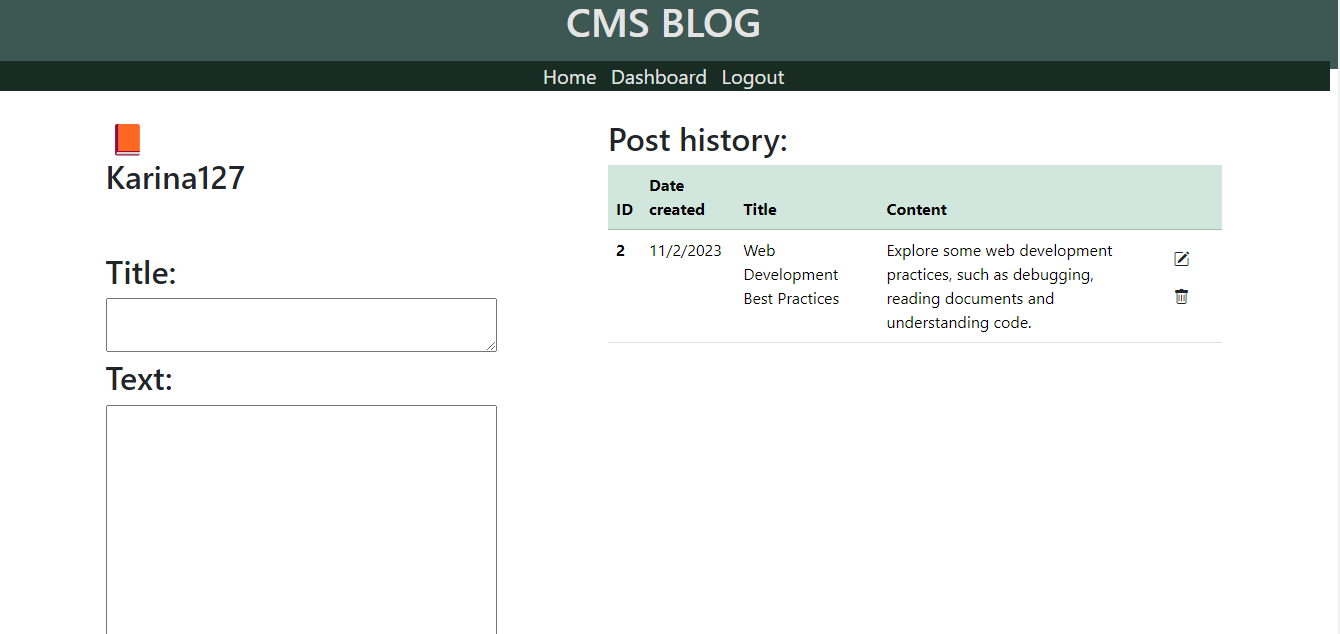 CMS BLOG
Home Dashboard Logout
Karina127
Title:
Text:
Post history:
ID Date created Title Content
2 11/2/2023 Web Development Best Practices Explore some web development
practices, such as debugging,
reading documents and
understanding code.